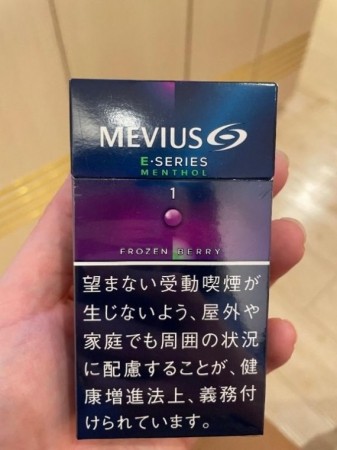 MEVIUS
E·SERIES
MENTHOL
1
FROZEN BERRY
望まない受動喫煙が
生じないよう、屋外や
家庭でも周囲の状況
に配慮することが、健
康増進法上、義務付
けられています。